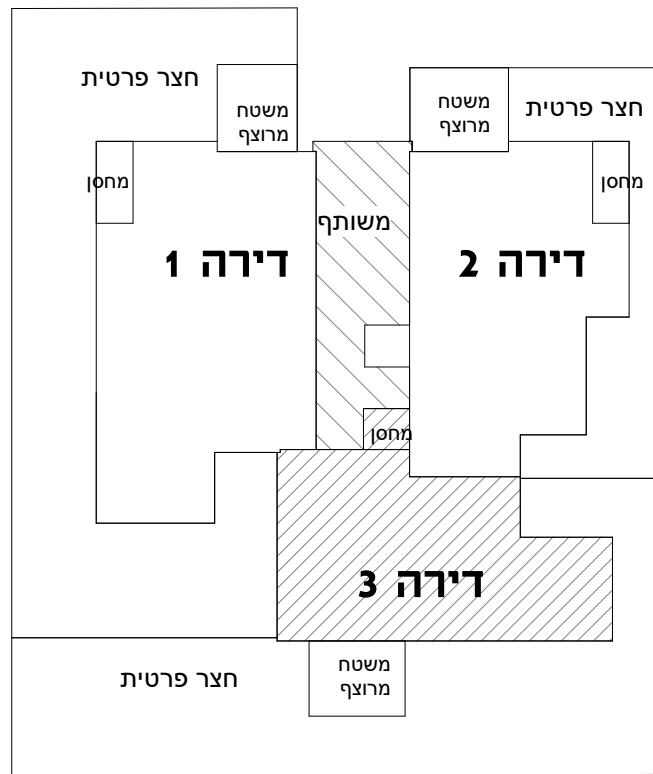 חצר פרטית
משטח
מרוצף
משטח
מרוצף
חצר פרטית
מחסן
מחסן
משותף
דירה 1
דירה 2
מחסן
דירה 3
משטח
מרוצף
חצר פרטית